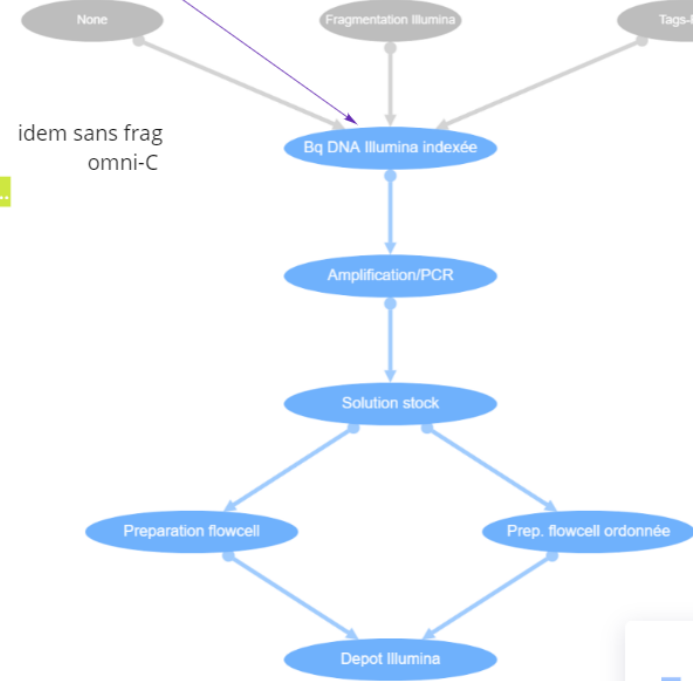 None
Fragmentation Illumina
Tags-
idem sans frag
omni-C
Bq DNA Illumina indexée
...
Amplification/PCR
Solution stock
Preparation flowcell
Prep. flowcell ordonnée
Depot Illumina